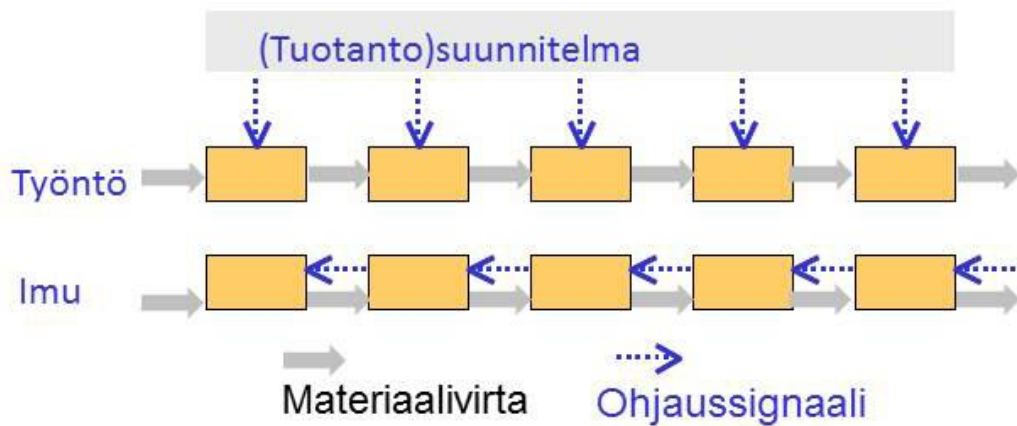 (Tuotanto)suunnitelma
Työntö
Imu
Materiaalivirta
Ohjaussignaali